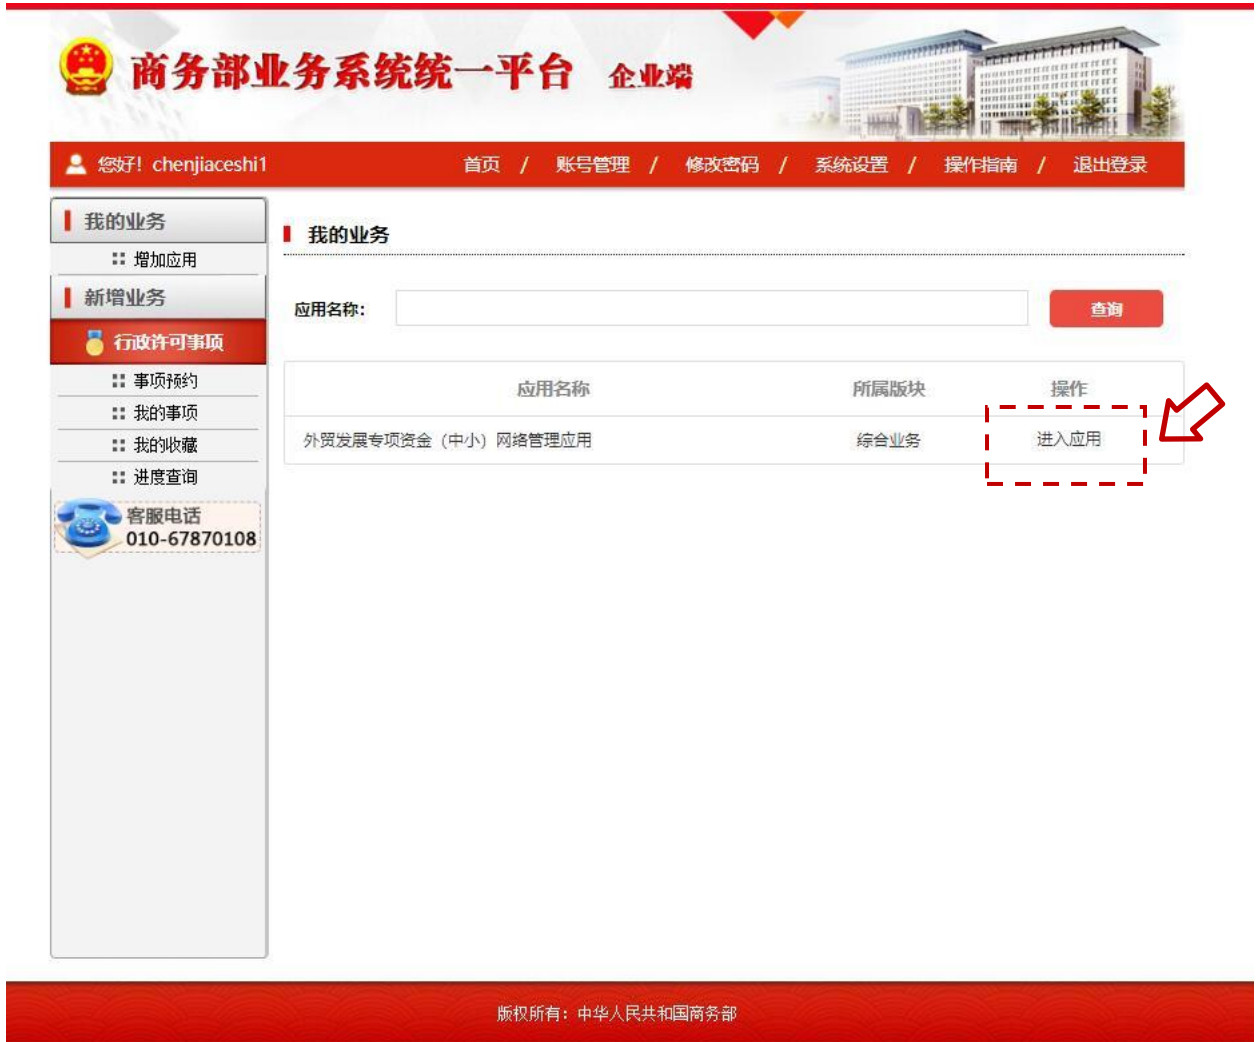 商务部业务系统统一平台 企业端
您好！chenjiaceshi1 首页 / 账号管理 / 修改密码 / 系统设置 / 操作指南 / 退出登录
我的业务
增加应用
新增业务
行政许可事项
事项预约
我的事项
我的收藏
进度查询
客服电话
010-67870108
我的业务
应用名称： 查询
应用名称 所属版块 操作
外贸发展专项资金（中小）网络管理应用 综合业务 进入应用
版权所有：中华人民共和国商务部